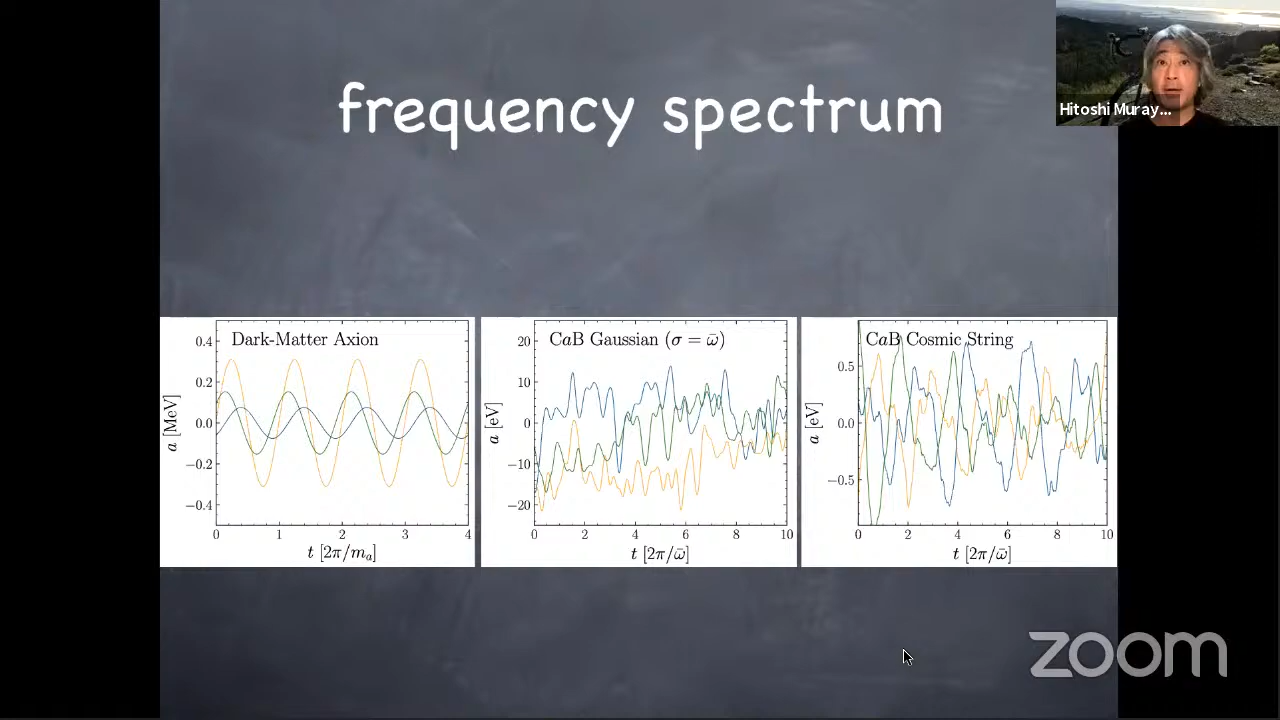 frequency spectrum
Hitoshi Muray...
Dark-Matter Axion
a [MeV]
0.4
0.2
0.0
−0.2
−0.4
0 1 2 3 4
t [2π/mₐ]
CaB Gaussian (σ = ω̄)
a [eV]
20
10
0
−10
−20
0 2 4 6 8 10
t [2π/ω̄]
CaB Cosmic String
a [eV]
0.5
0.0
−0.5
0 2 4 6 8 10
t [2π/ω̄]
zoom